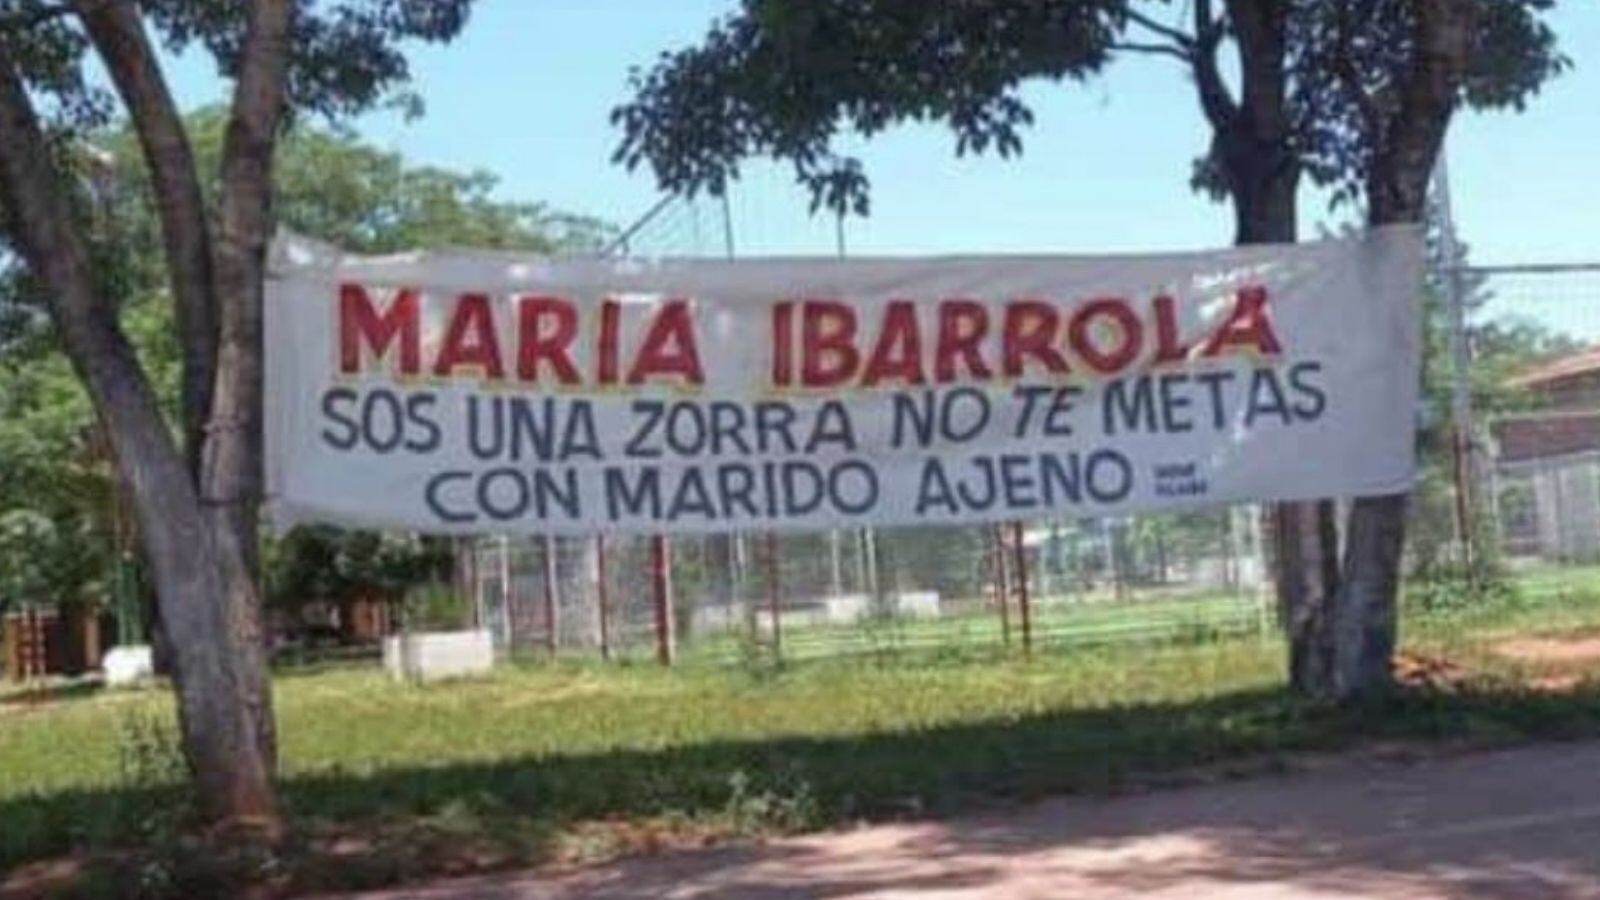 MARIA IBARROLA
SOS UNA ZORRA NO TE METAS
CON MARIDO AJENO